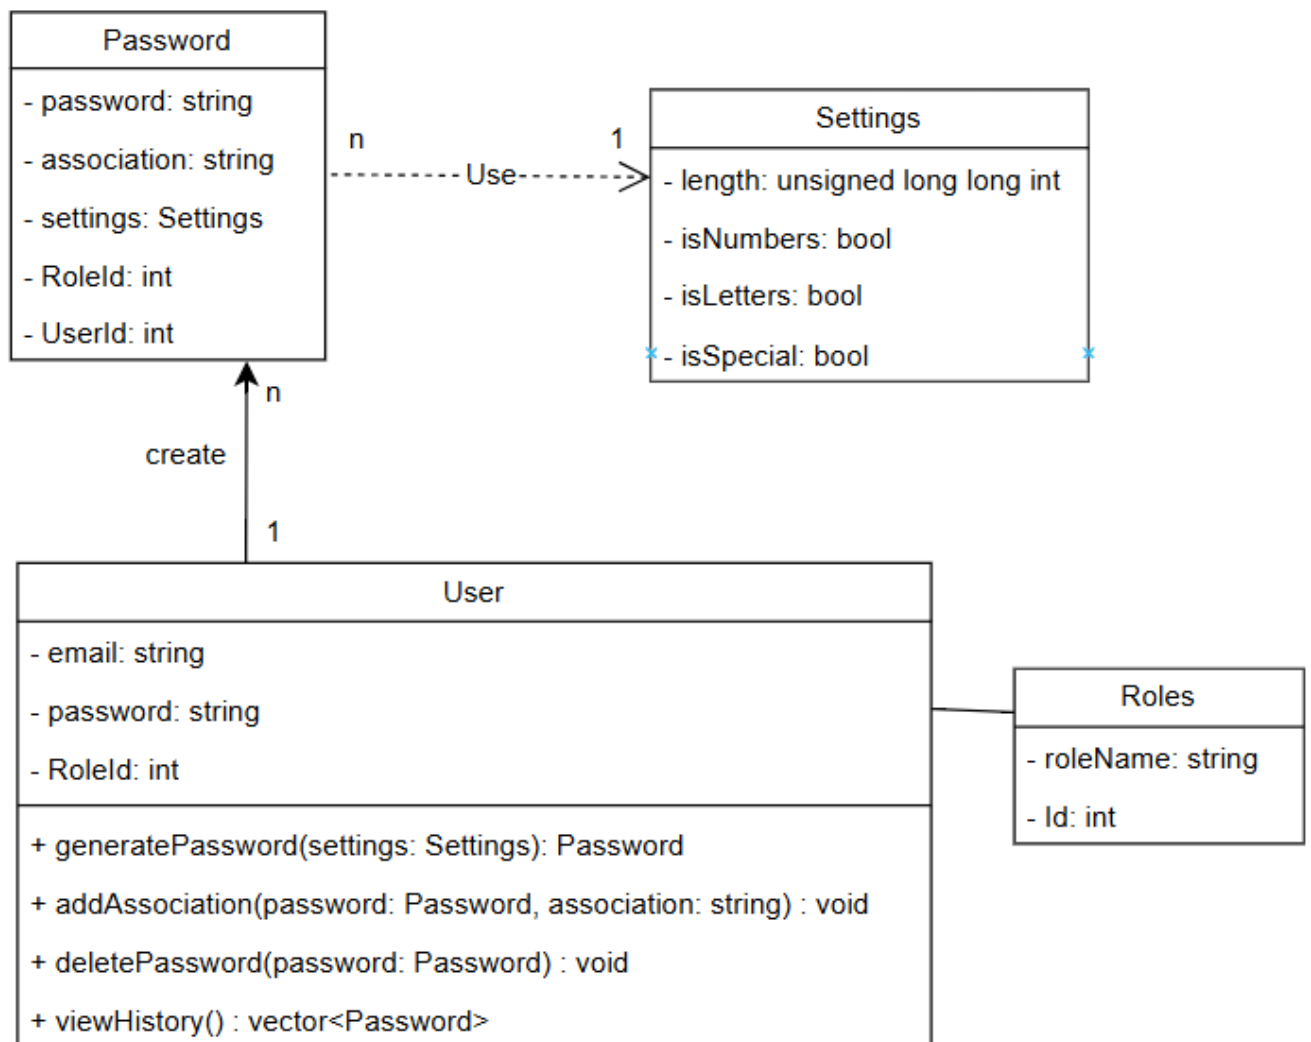 Password
- password: string
- association: string
- settings: Settings
- RoleId: int
- UserId: int
n
Use
1
Settings
- length: unsigned long long int
- isNumbers: bool
- isLetters: bool
- isSpecial: bool
n
create
1
User
- email: string
- password: string
- RoleId: int
+ generatePassword(settings: Settings): Password
+ addAssociation(password: Password, association: string) : void
+ deletePassword(password: Password) : void
+ viewHistory() : vector<Password>
Roles
- roleName: string
- Id: int